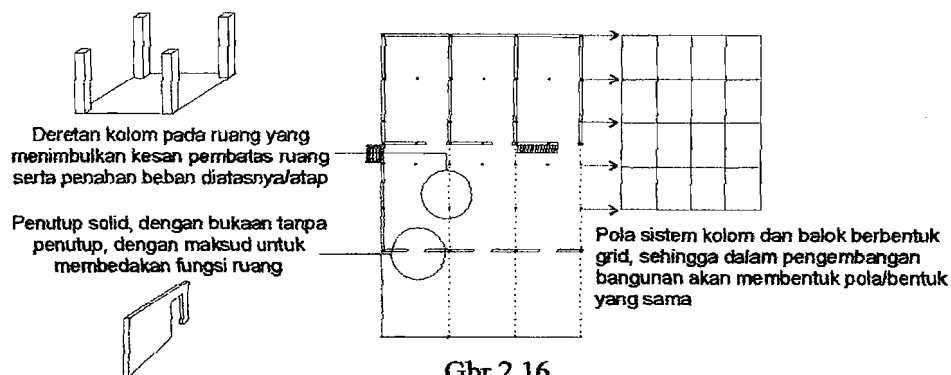 Deretan kolom pada ruang yang
menimbulkan kesan pembatas ruang
serta penahan beban diatasnya/atap
Penutup solid, dengan bukaan tanpa
penutup, dengan maksud untuk
membedakan fungsi ruang
Pola sistem kolom dan balok berbentuk
grid, sehingga dalam pengembangan
bangunan akan membentuk pola/bentuk
yang sama
Gbr 2.16